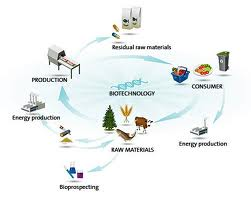 Residual raw materials
PRODUCTION
BIOTECHNOLOGY
CONSUMER
Energy production
RAW MATERIALS
Energy production
Bioprospecting